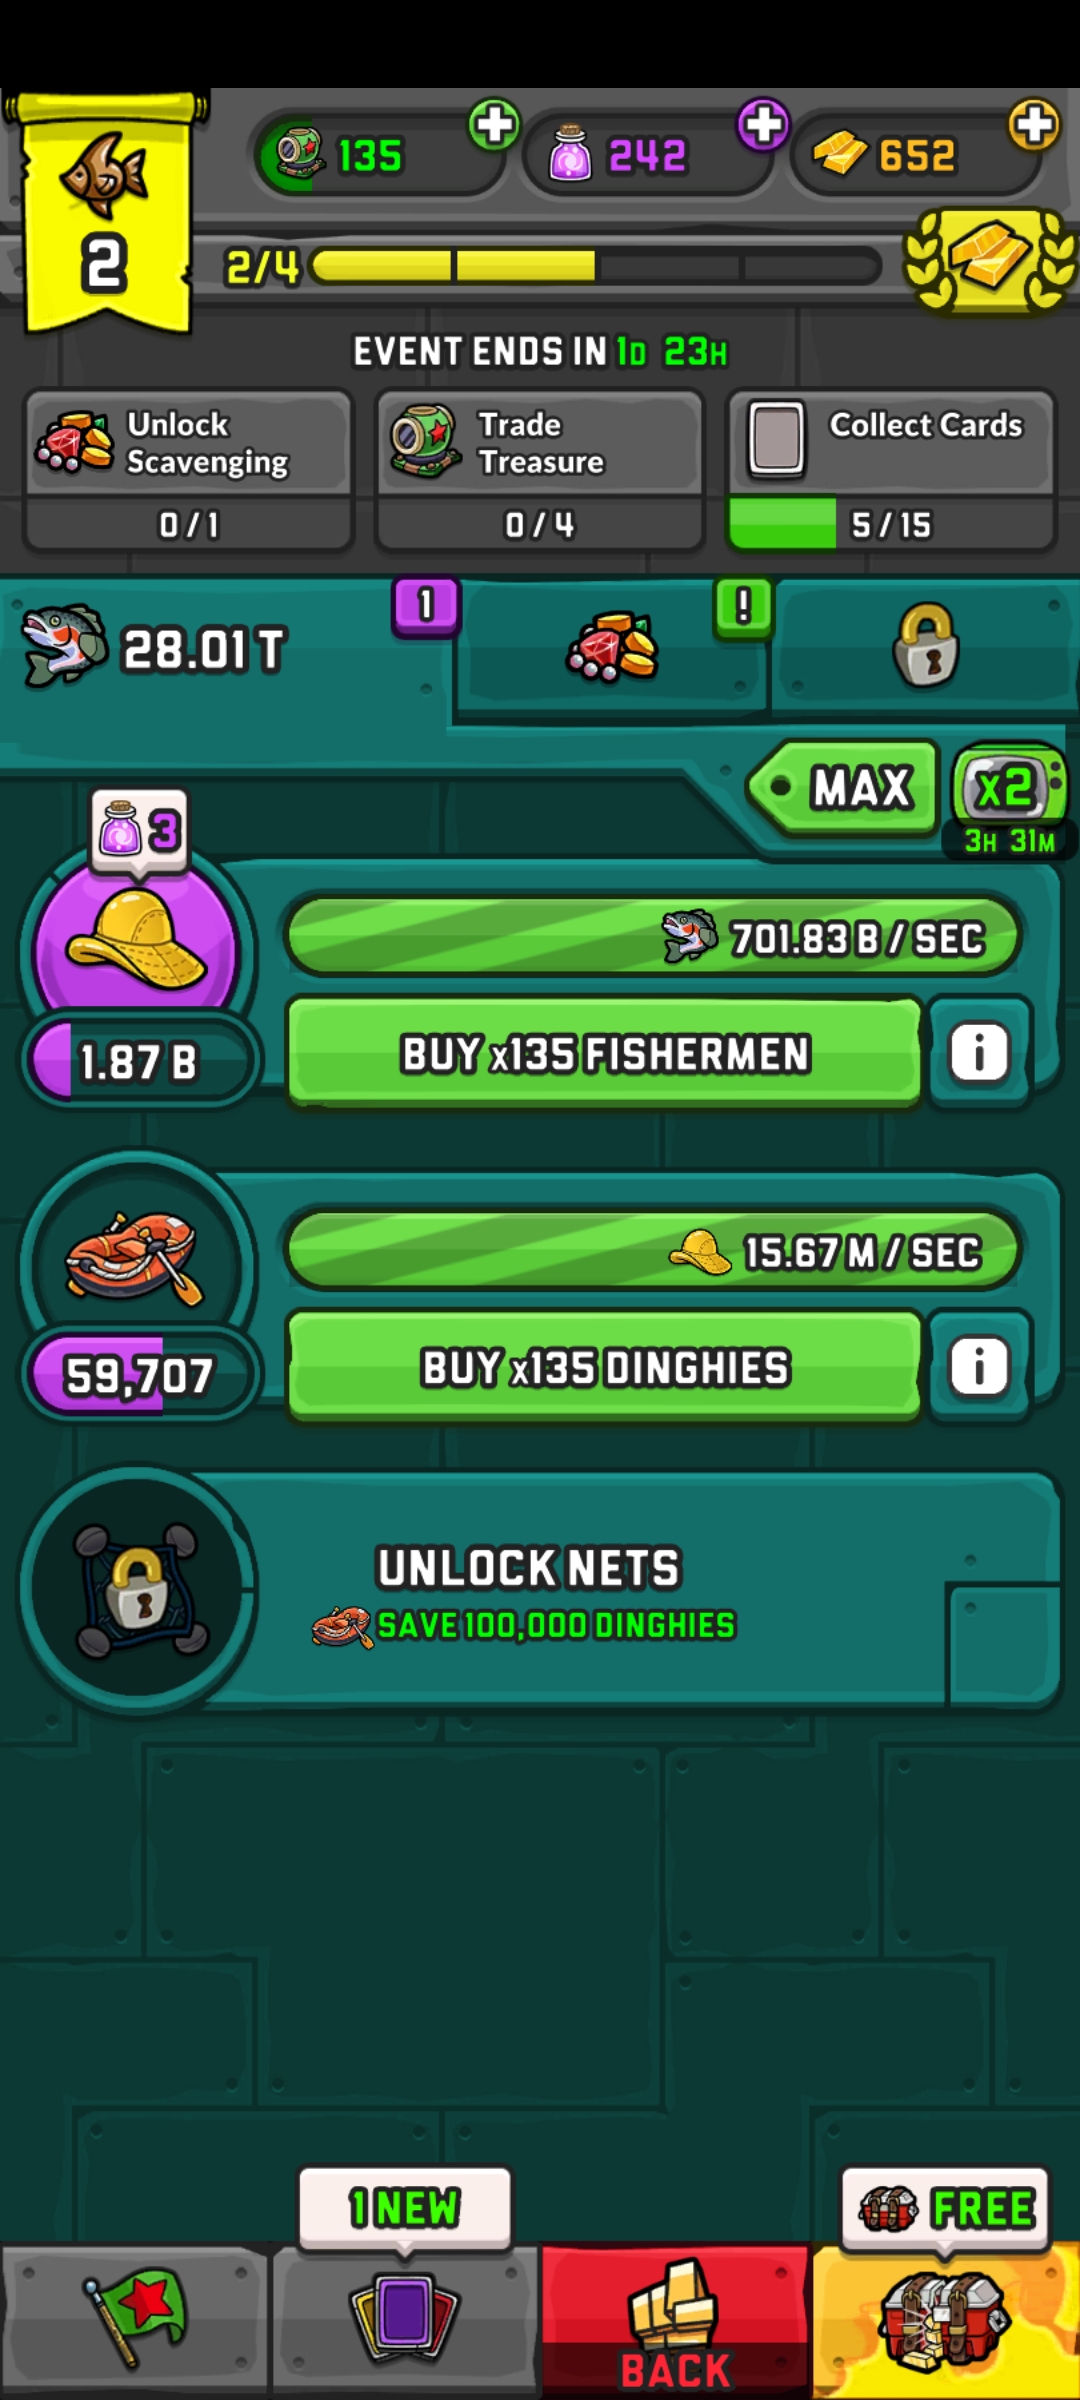 135
242
652
2
2/4
EVENT ENDS IN 1D 23H
Unlock
Scavenging
0/1
Trade
Treasure
0/4
Collect Cards
5/15
28.01 T
1
!
MAX
x2
3H 31M
3
701.83 B / SEC
1.87 B
BUY x135 FISHERMEN
i
15.67 M / SEC
59,707
BUY x135 DINGHIES
i
UNLOCK NETS
SAVE 100,000 DINGHIES
1 NEW
FREE
BACK